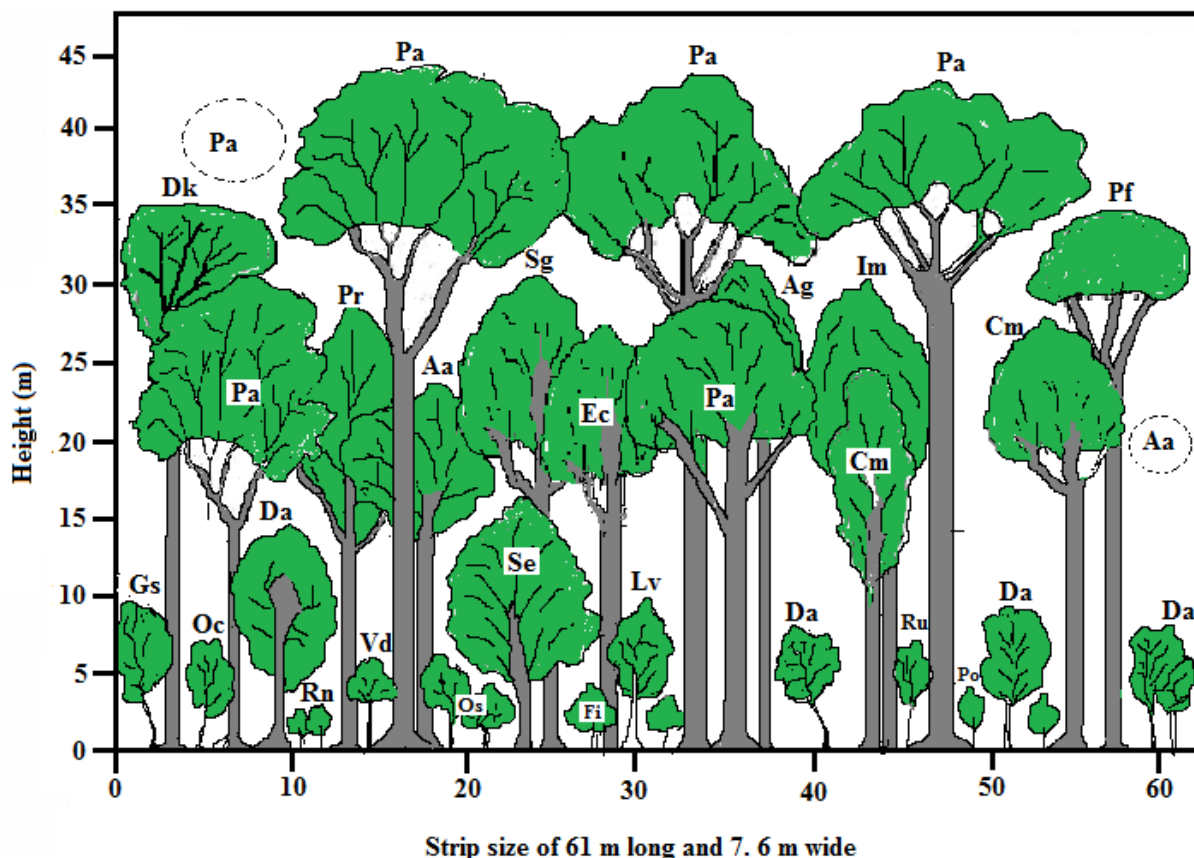 Pa Pa Pa
45
40
Pa
Dk
35
Pf
Sg
Ag Im
30
Pr
Cm
25
Aa
Pa Ec Pa
20
Aa
Cm
15
Da
Se
10
Gs
Lv
Da
Da
Da
Oc
Vd
Ru
5
Rn
Os
Fi
Po
0
Height (m)
0 10 20 30 40 50 60
Strip size of 61 m long and 7. 6 m wide